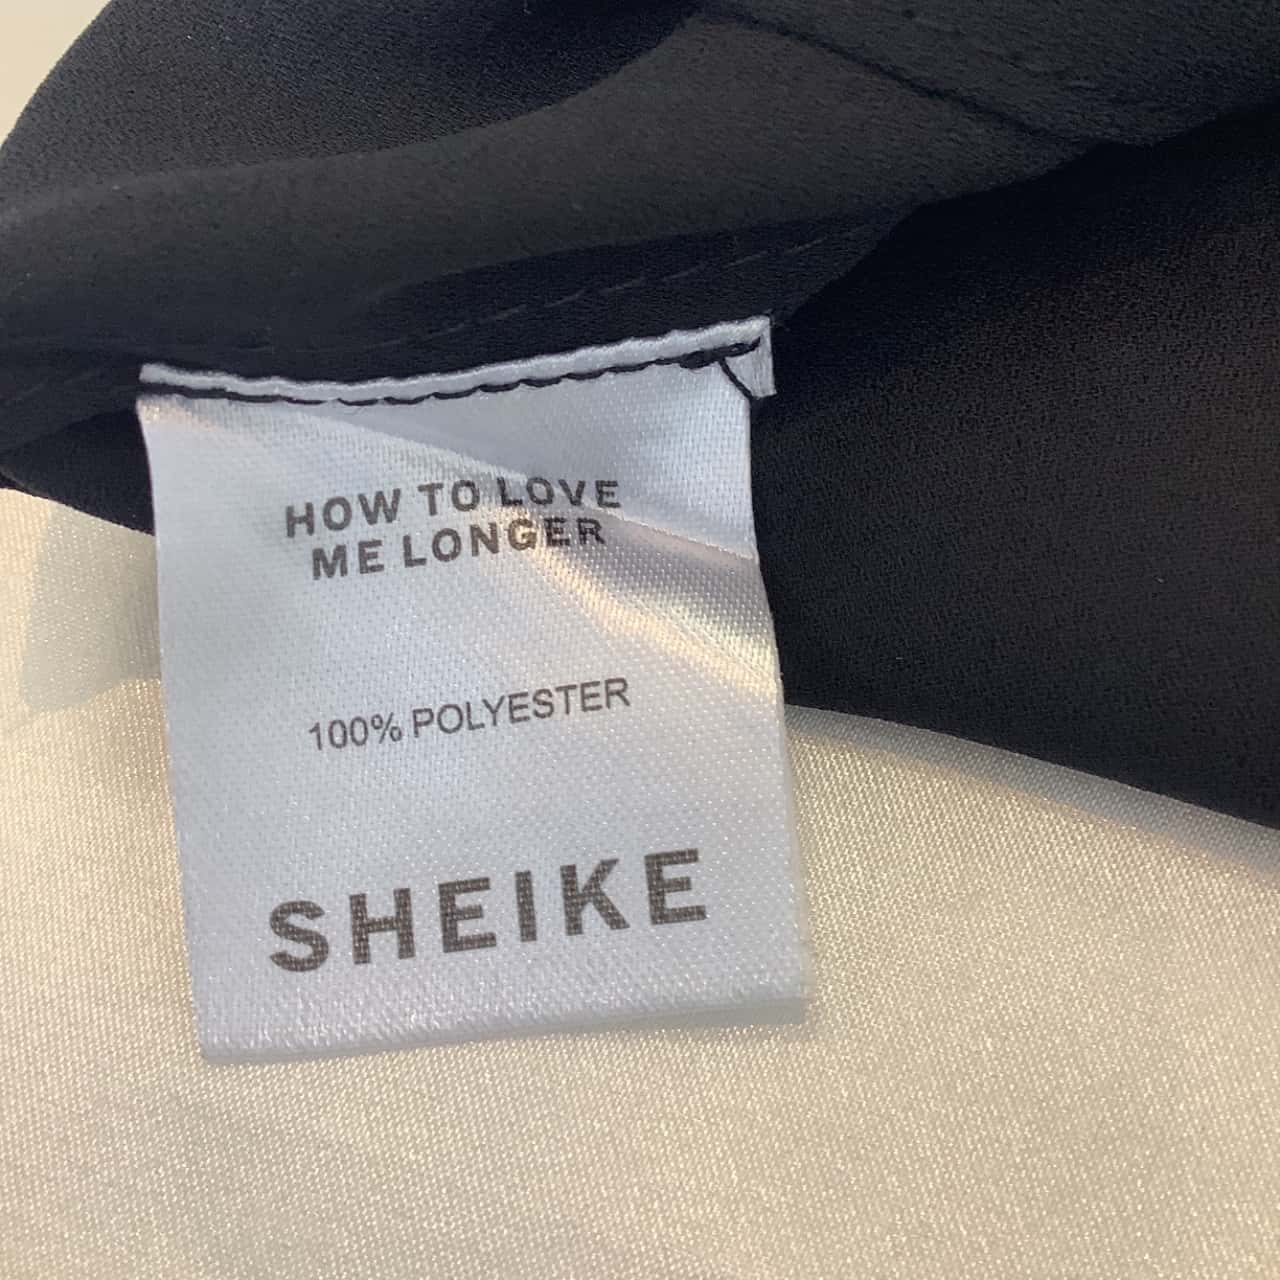 HOW TO LOVE
ME LONGER
100% POLYESTER
SHEIKE